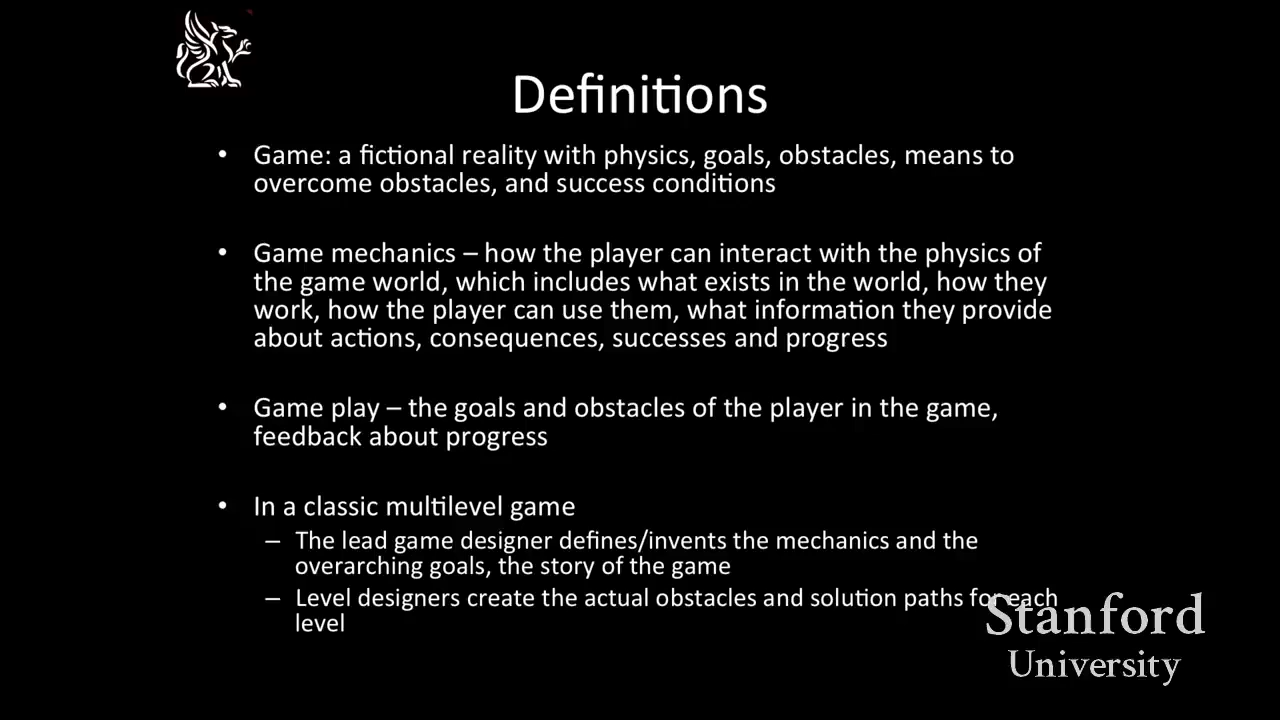 Definitions
• Game: a fictional reality with physics, goals, obstacles, means to
overcome obstacles, and success conditions
• Game mechanics – how the player can interact with the physics of
the game world, which includes what exists in the world, how they
work, how the player can use them, what information they provide
about actions, consequences, successes and progress
• Game play – the goals and obstacles of the player in the game,
feedback about progress
• In a classic multilevel game
– The lead game designer defines/invents the mechanics and the
overarching goals, the story of the game
– Level designers create the actual obstacles and solution paths for each
level
Stanford
University